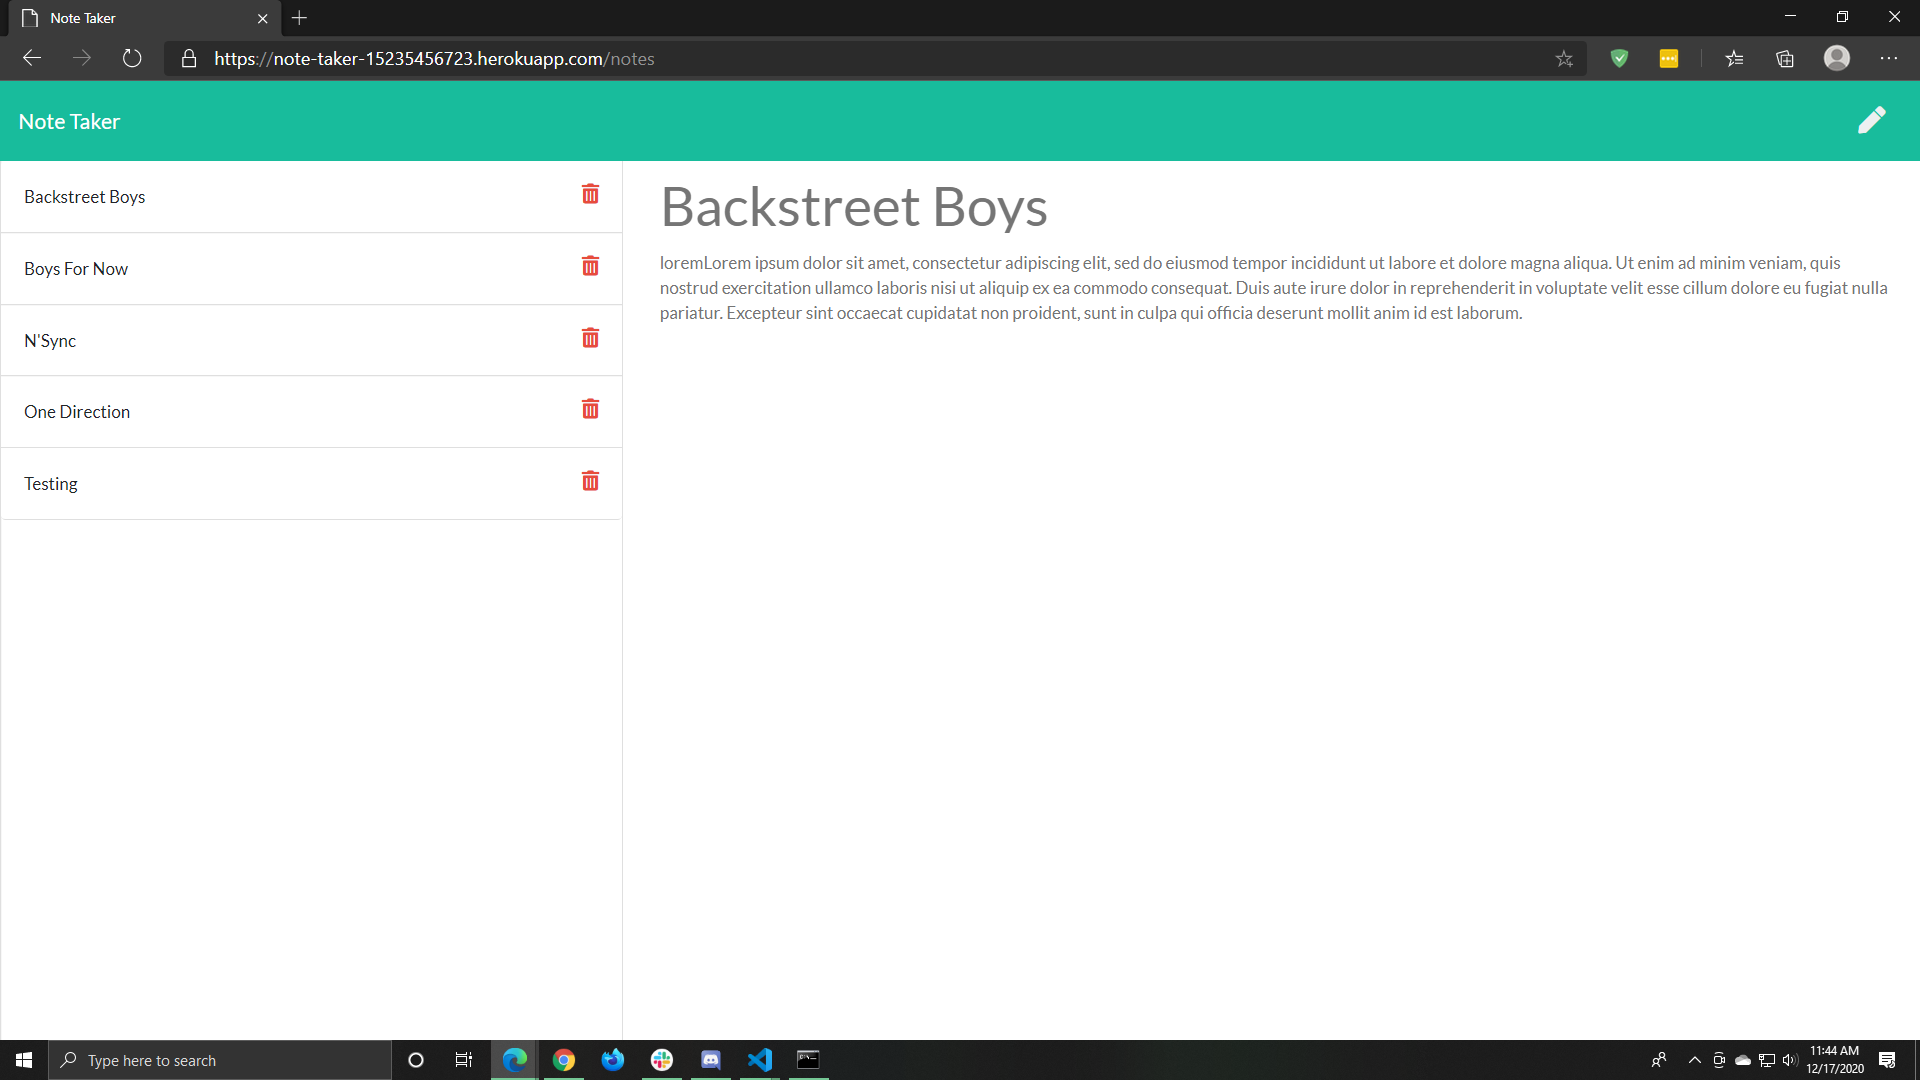 Note Taker
https://note-taker-15235456723.herokuapp.com/notes
Note Taker
Backstreet Boys
Boys For Now
N'Sync
One Direction
Testing
Backstreet Boys
loremLorem ipsum dolor sit amet, consectetur adipiscing elit, sed do eiusmod tempor incididunt ut labore et dolore magna aliqua. Ut enim ad minim veniam, quis
nostrud exercitation ullamco laboris nisi ut aliquip ex ea commodo consequat. Duis aute irure dolor in reprehenderit in voluptate velit esse cillum dolore eu fugiat nulla
pariatur. Excepteur sint occaecat cupidatat non proident, sunt in culpa qui officia deserunt mollit anim id est laborum.
Type here to search
11:44 AM
12/17/2020